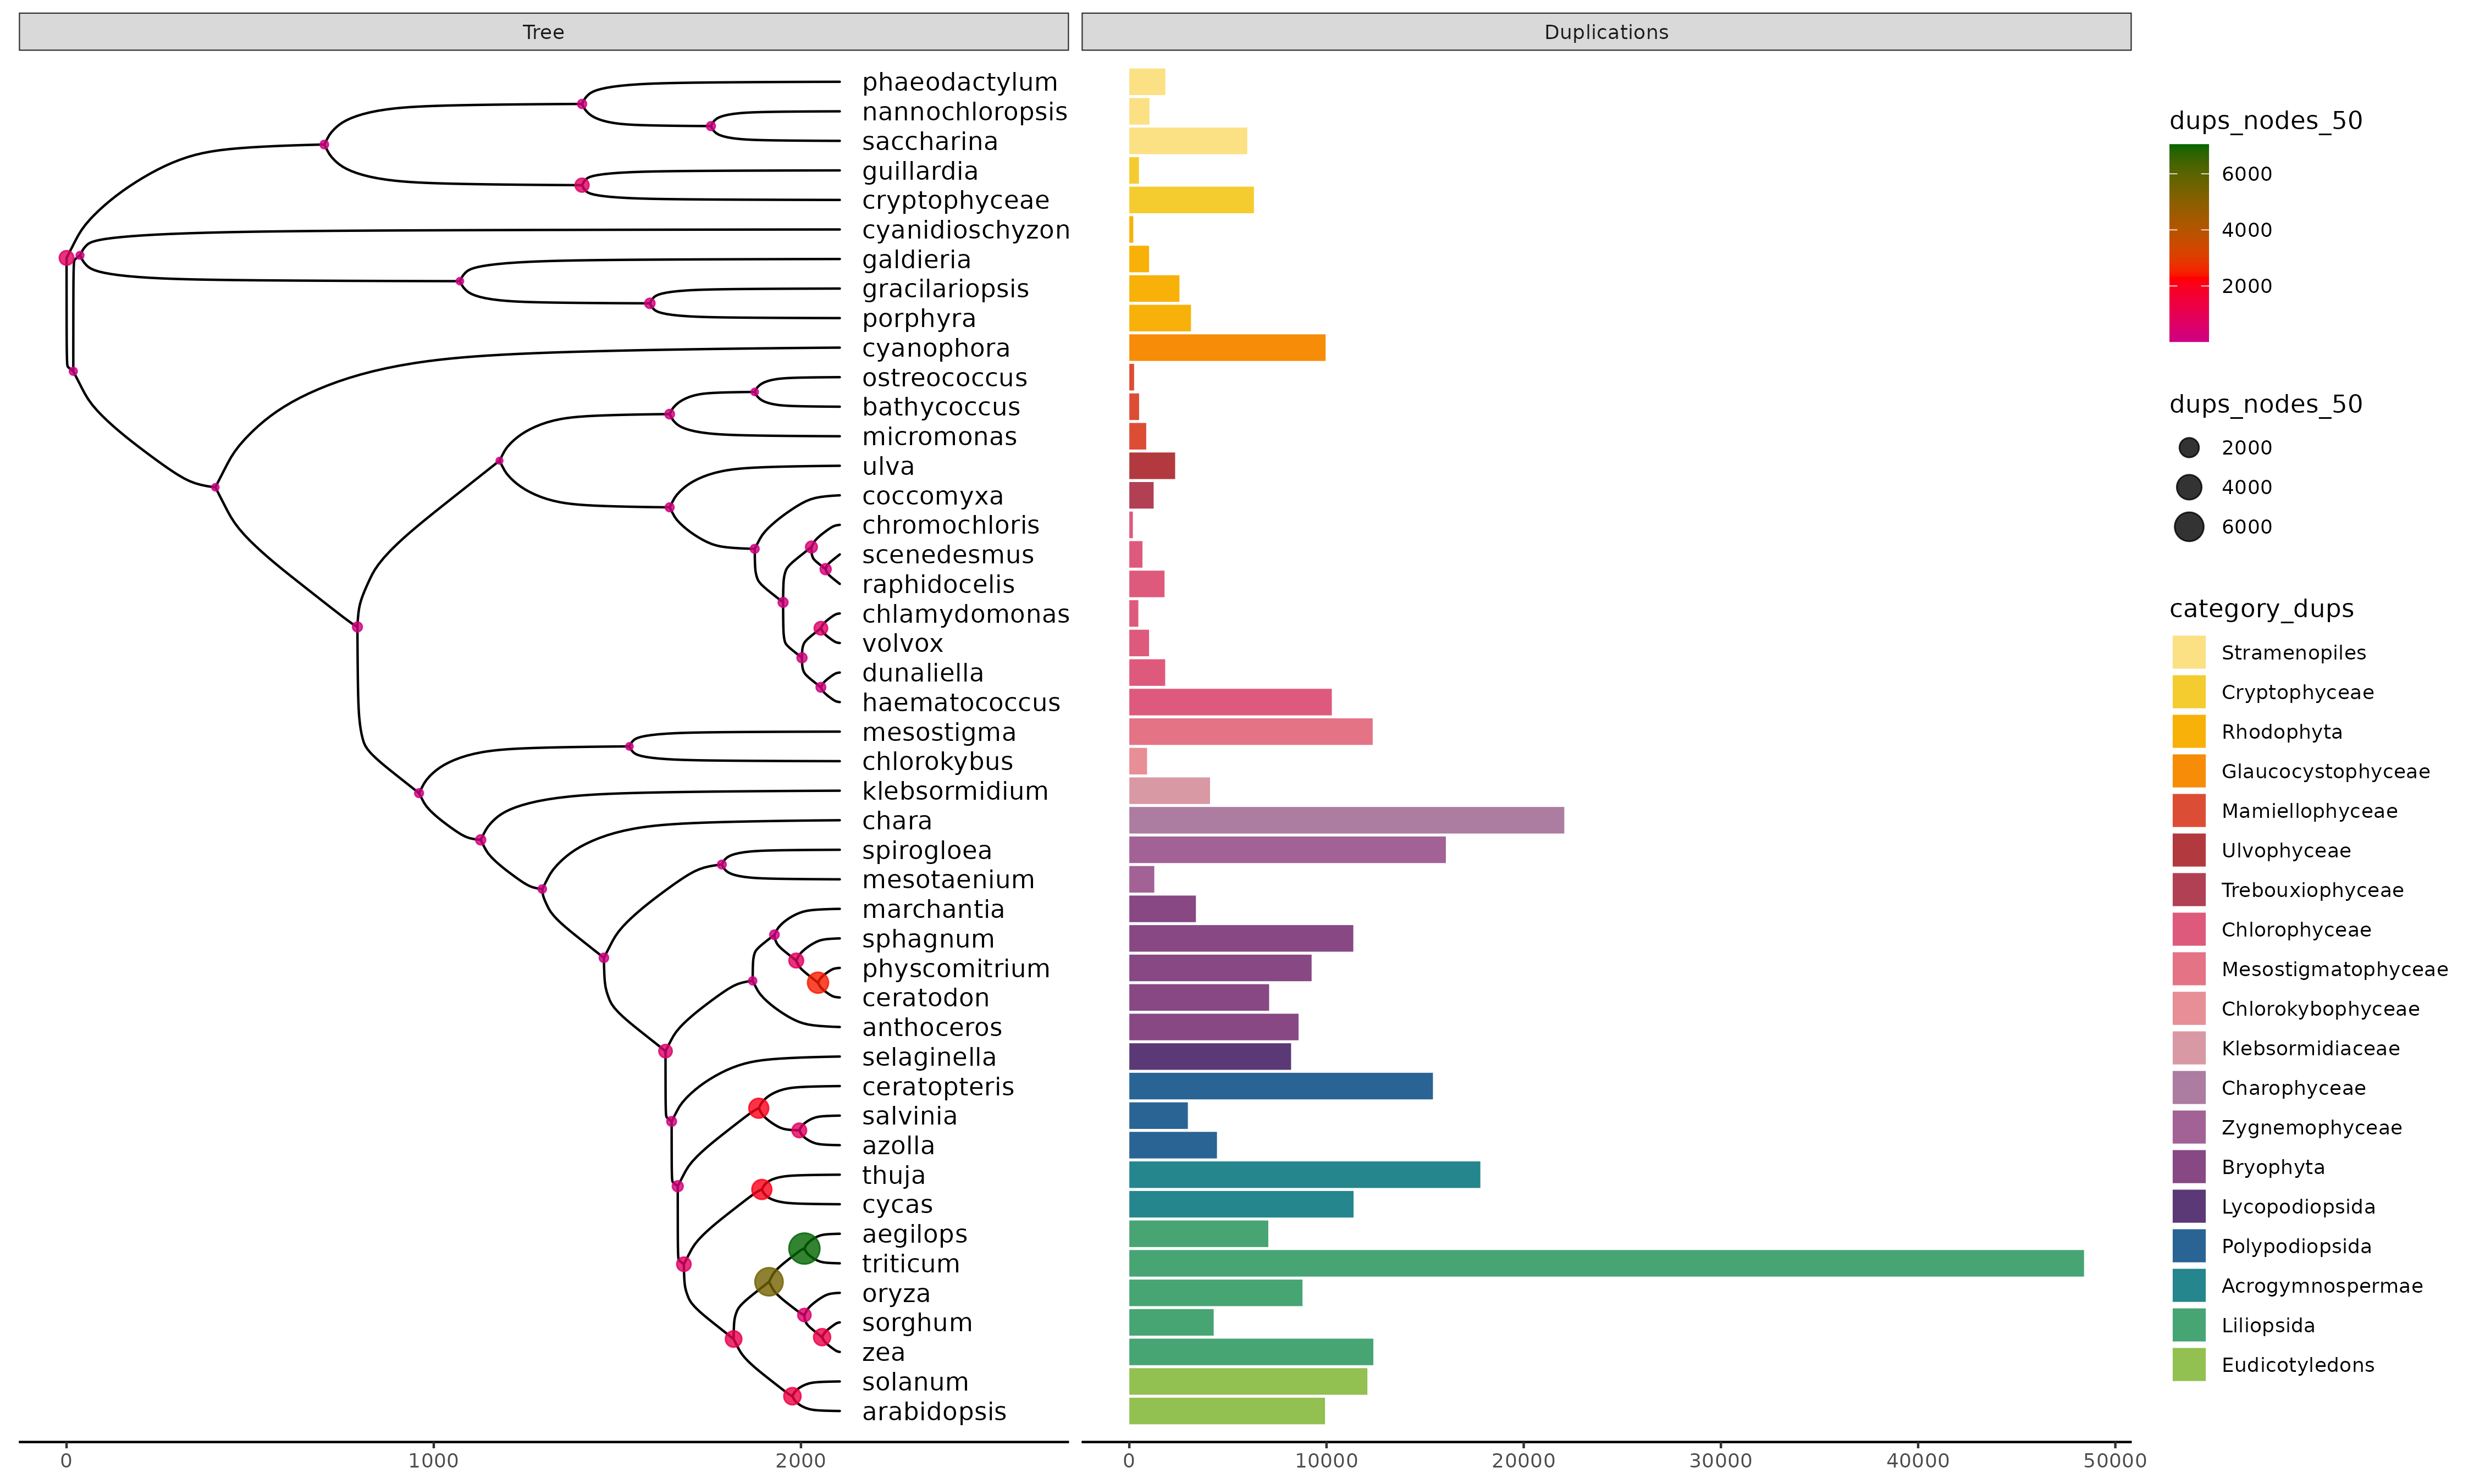 Tree
Duplications
phaeodactylum
nannochloropsis
saccharina
guillardia
cryptophyceae
cyanidioschyzon
galdieria
gracilariopsis
porphyra
cyanophora
ostreococcus
bathycoccus
micromonas
ulva
coccomyxa
chromochloris
scenedesmus
raphidocelis
chlamydomonas
volvox
dunaliella
haematococcus
mesostigma
chlorokybus
klebsormidium
chara
spirogloea
mesotaenium
marchantia
sphagnum
physcomitrium
ceratodon
anthoceros
selaginella
ceratopteris
salvinia
azolla
thuja
cycas
aegilops
triticum
oryza
sorghum
zea
solanum
arabidopsis
0 1000 2000
0 10000 20000 30000 40000 50000
dups_nodes_50
6000
4000
2000
dups_nodes_50
2000
4000
6000
category_dups
Stramenopiles
Cryptophyceae
Rhodophyta
Glaucocystophyceae
Mamiellophyceae
Ulvophyceae
Trebouxiophyceae
Chlorophyceae
Mesostigmatophyceae
Chlorokybophyceae
Klebsormidiaceae
Charophyceae
Zygnemophyceae
Bryophyta
Lycopodiopsida
Polypodiopsida
Acrogymnospermae
Liliopsida
Eudicotyledons